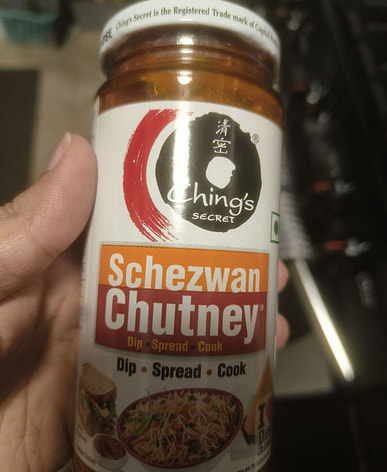 Ching's Secret is the Registered Trade mark of Capital
清
密
Ching's
SECRET
Schezwan
Chutney
Dip • Spread • Cook
Dip • Spread • Cook
I